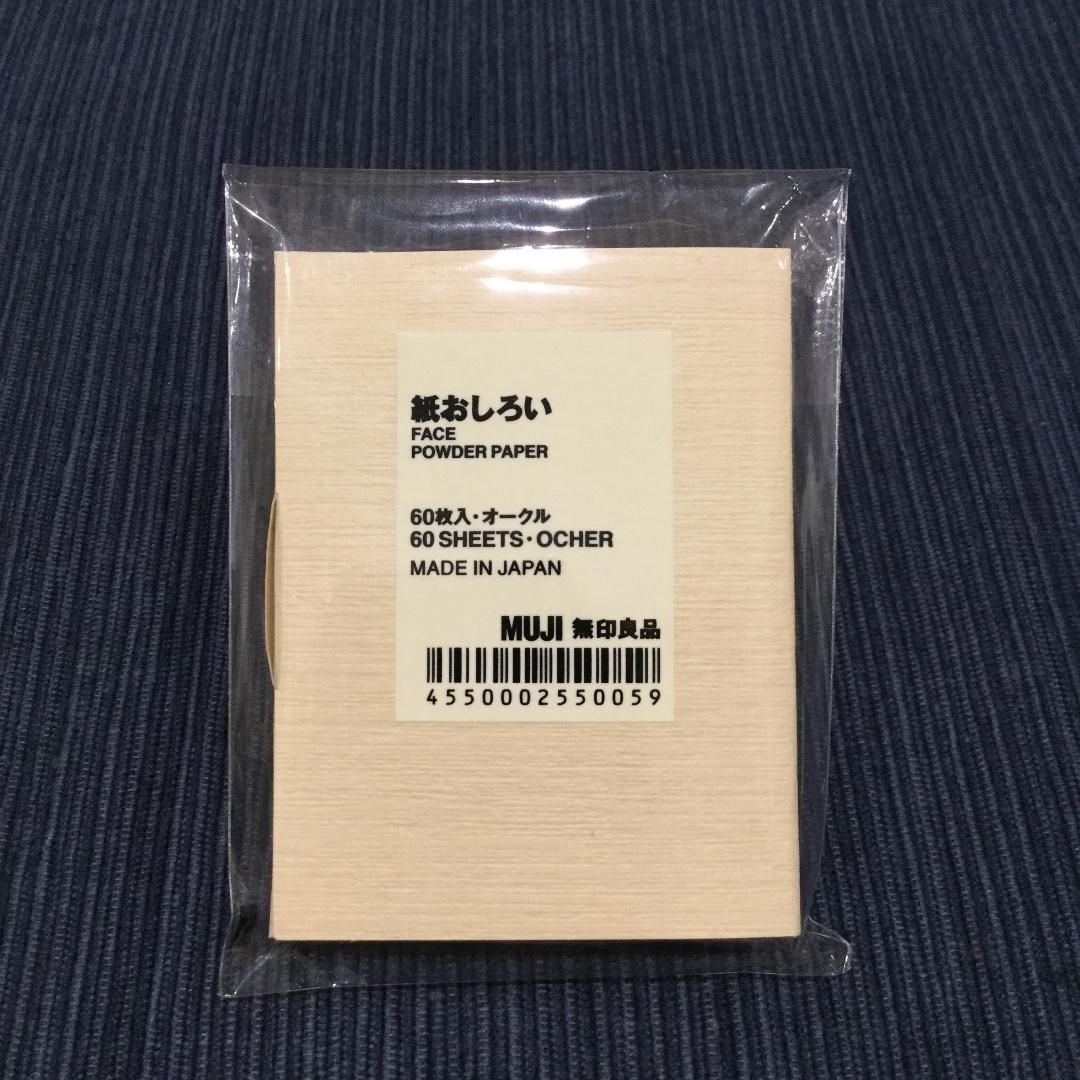 紙おしろい
FACE
POWDER PAPER
60枚入・オークル
60 SHEETS・OCHER
MADE IN JAPAN
MUJI 無印良品
4550002550059